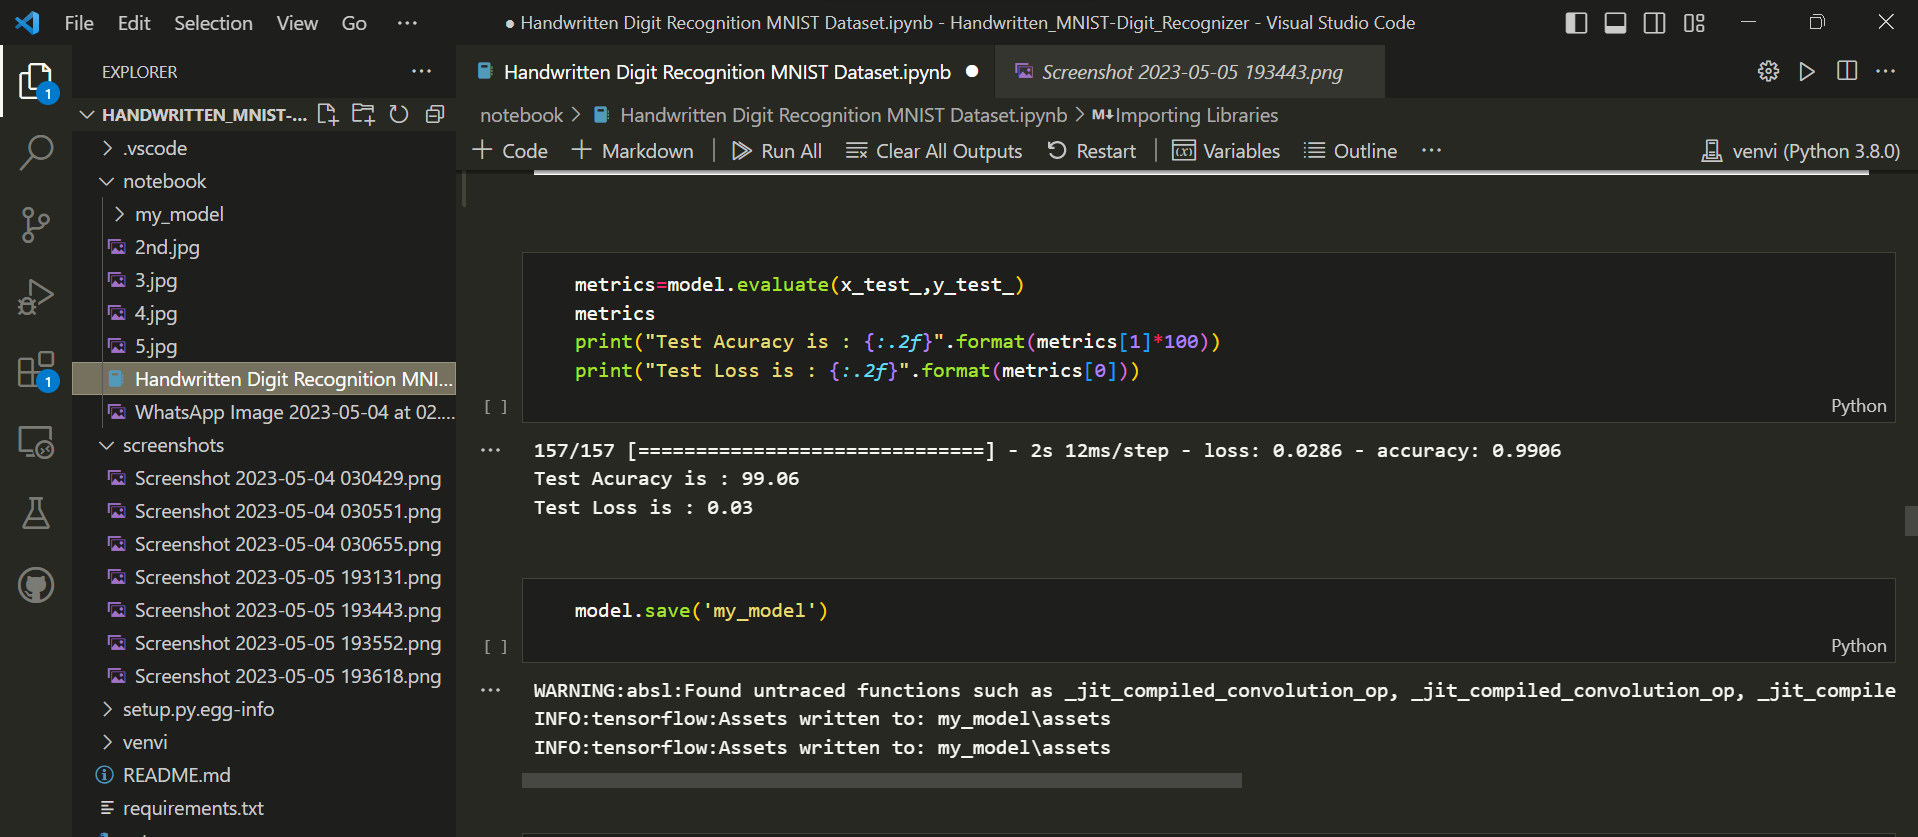 File Edit Selection View Go ···
● Handwritten Digit Recognition MNIST Dataset.ipynb - Handwritten_MNIST-Digit_Recognizer - Visual Studio Code
EXPLORER ···
HANDWRITTEN_MNIST-...
.vscode
notebook
my_model
2nd.jpg
3.jpg
4.jpg
5.jpg
Handwritten Digit Recognition MNI...
WhatsApp Image 2023-05-04 at 02....
screenshots
Screenshot 2023-05-04 030429.png
Screenshot 2023-05-04 030551.png
Screenshot 2023-05-04 030655.png
Screenshot 2023-05-05 193131.png
Screenshot 2023-05-05 193443.png
Screenshot 2023-05-05 193552.png
Screenshot 2023-05-05 193618.png
setup.py.egg-info
venvi
README.md
requirements.txt
1
1
Handwritten Digit Recognition MNIST Dataset.ipynb ●
Screenshot 2023-05-05 193443.png
notebook > Handwritten Digit Recognition MNIST Dataset.ipynb > M↓Importing Libraries
+ Code + Markdown | Run All Clear All Outputs Restart | Variables Outline ··· venvi (Python 3.8.0)
metrics=model.evaluate(x_test_,y_test_)
metrics
print("Test Acuracy is : {:.2f}".format(metrics[1]*100))
print("Test Loss is : {:.2f}".format(metrics[0]))
[ ]
Python
157/157 [==============================] - 2s 12ms/step - loss: 0.0286 - accuracy: 0.9906
Test Acuracy is : 99.06
Test Loss is : 0.03
model.save('my_model')
[ ]
Python
WARNING:absl:Found untraced functions such as _jit_compiled_convolution_op, _jit_compiled_convolution_op, _jit_compile
INFO:tensorflow:Assets written to: my_model\assets
INFO:tensorflow:Assets written to: my_model\assets